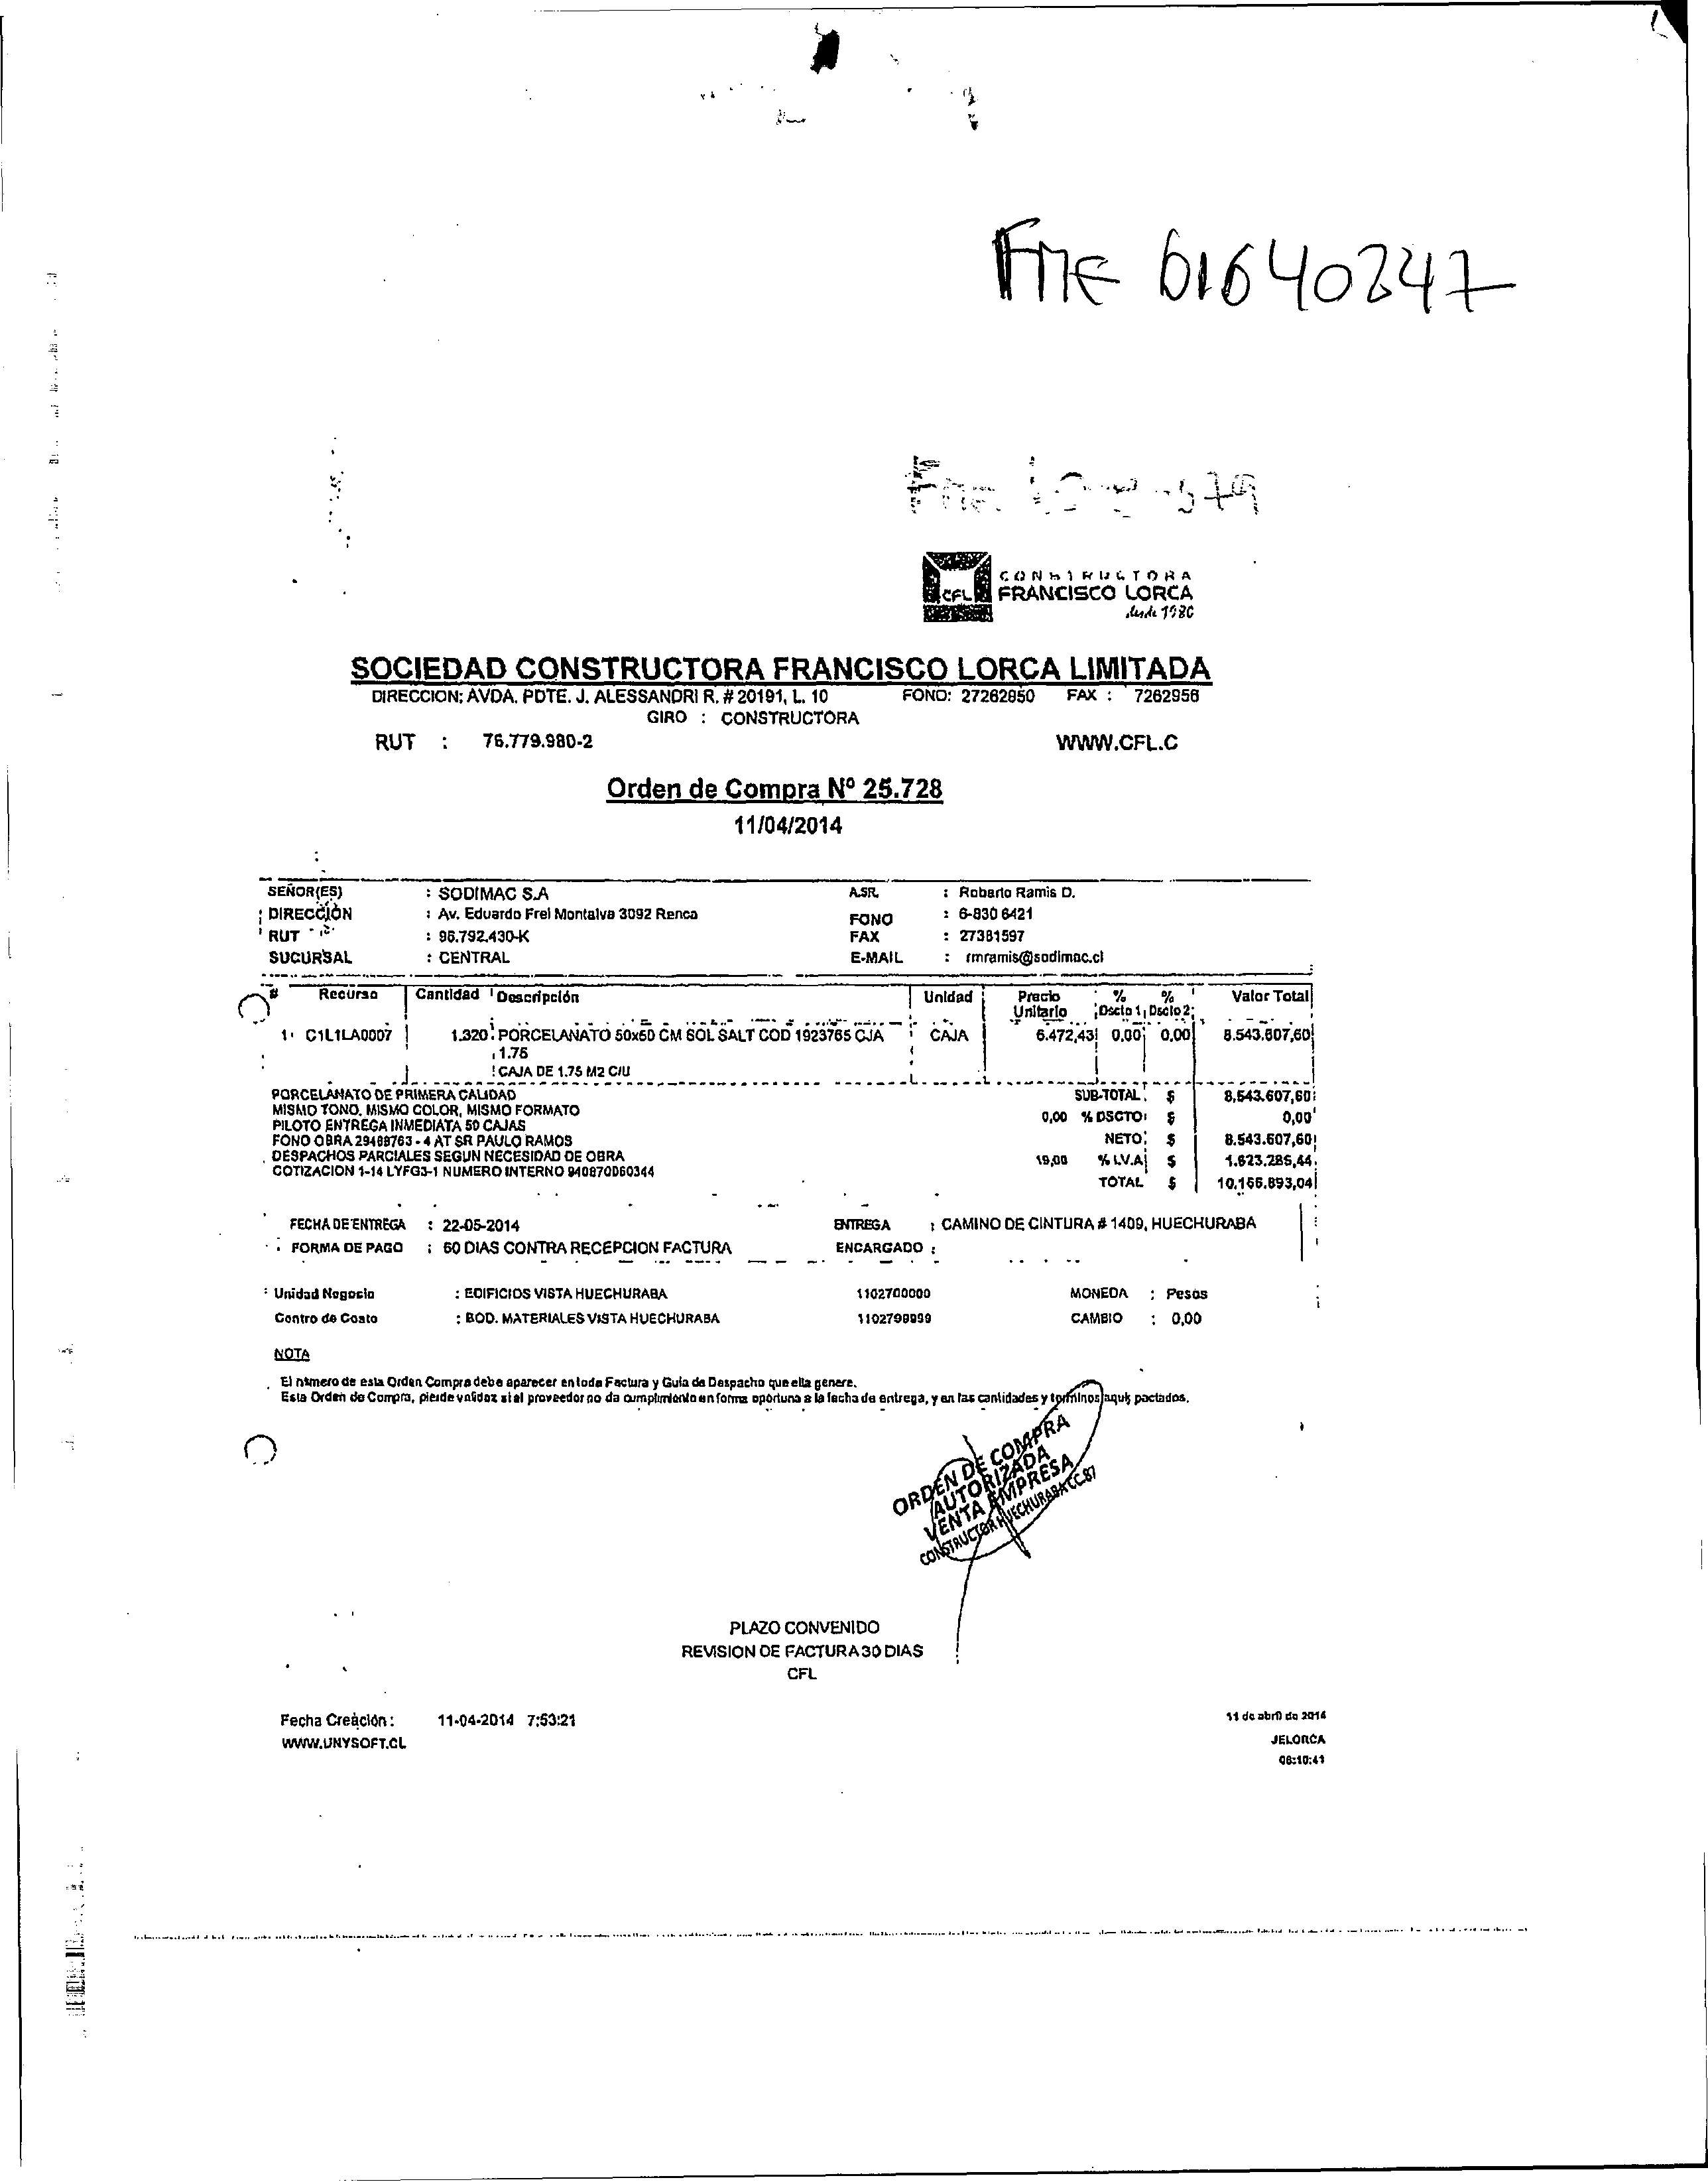 FME 61640247
CONSTRUCTORA
CFL FRANCISCO LORCA
desde 1980
SOCIEDAD CONSTRUCTORA FRANCISCO LORCA LIMITADA
DIRECCION: AVDA. PDTE. J. ALESSANDRI R. # 20191, L. 10 FONO: 27262950 FAX : 7262956
GIRO : CONSTRUCTORA
RUT : 76.779.980-2 WWW.CFL.C
Orden de Compra Nº 25.728
11/04/2014
SEÑOR(ES) : SODIMAC S.A A.SR. : Roberto Ramis D.
DIRECCIÓN : Av. Eduardo Frei Montalva 3092 Renca FONO : 6-830 6421
RUT : 96.792.430-K FAX : 27381597
SUCURSAL : CENTRAL E-MAIL : rmramis@sodimac.cl
# Recurso Cantidad Descripción Unidad Precio Unitario % Dscto 1 % Dscto 2 Valor Total
1 C1L1LA0007 1.320 PORCELANATO 50x50 CM SOL SALT COD 1923765 CJA CAJA 6.472,43 0,00 0,00 8.543.607,60
1.75
CAJA DE 1.75 M2 C/U
PORCELANATO DE PRIMERA CALIDAD SUB-TOTAL $ 8.543.607,60
MISMO TONO, MISMO COLOR, MISMO FORMATO 0,00 % DSCTO $ 0,00
PILOTO ENTREGA INMEDIATA 50 CAJAS
FONO OBRA 29469763 - 4 AT SR PAULO RAMOS NETO: $ 8.543.607,60
DESPACHOS PARCIALES SEGUN NECESIDAD DE OBRA 19,00 % I.V.A $ 1.623.285,44
COTIZACION 1-14 LYFG3-1 NUMERO INTERNO 940870060344
TOTAL $ 10.166.893,04
FECHA DE ENTREGA : 22-05-2014 ENTREGA : CAMINO DE CINTURA # 1409, HUECHURABA
FORMA DE PAGO : 60 DIAS CONTRA RECEPCION FACTURA ENCARGADO :
Unidad Negocio : EDIFICIOS VISTA HUECHURABA 1102700000 MONEDA : Pesos
Centro de Costo : BOD. MATERIALES VISTA HUECHURABA 1102799999 CAMBIO : 0,00
NOTA
El número de esta Orden Compra debe aparecer en toda Factura y Guía de Despacho que ella genere.
Esta Orden de Compra, pierde validez si el proveedor no da cumplimiento en forma oportuna a la fecha de entrega, y en las cantidades y términos aquí pactados.
ORDEN DE COMPRA
AUTORIZADA
VENTA EMPRESA
CONSTRUCTOR HUECHURABA CC.87
PLAZO CONVENIDO
REVISION DE FACTURA 30 DIAS
CFL
Fecha Creación : 11-04-2014 7:53:21 11 de abril de 2014
WWW.UNYSOFT.CL JELORCA
08:10:41